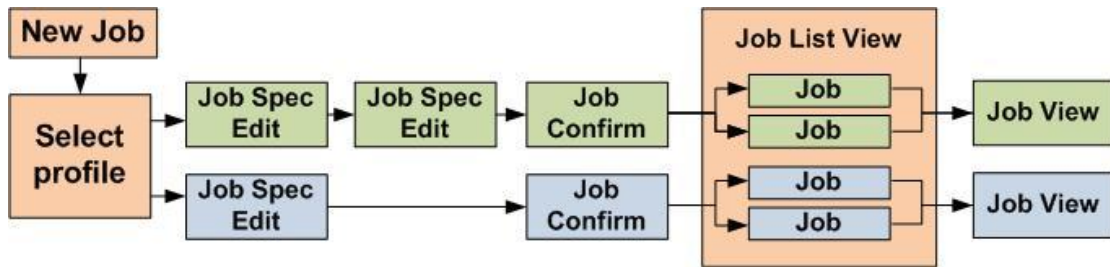 New Job
Select
profile
Job Spec
Edit
Job Spec
Edit
Job
Confirm
Job List View
Job
Job
Job View
Job Spec
Edit
Job
Confirm
Job
Job
Job View